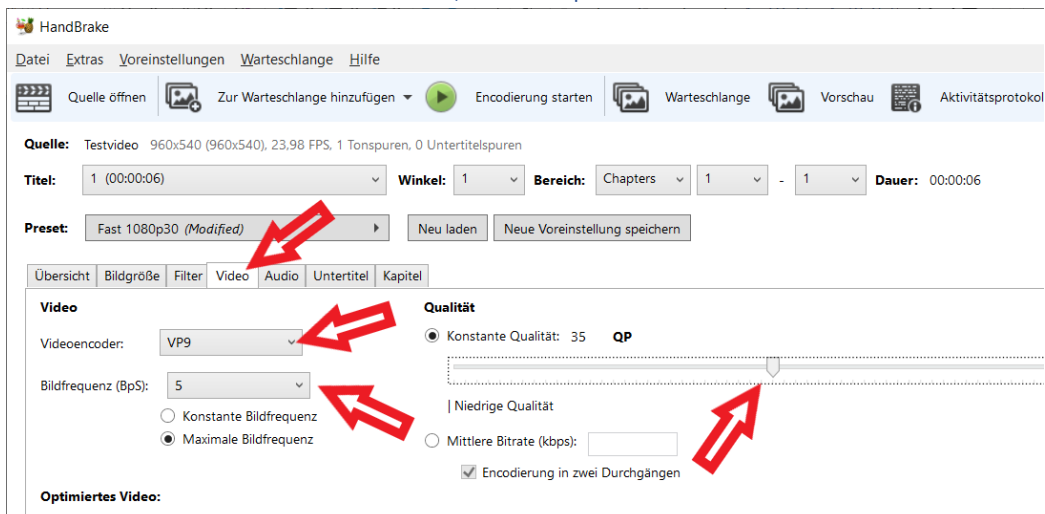 HandBrake
Datei Extras Voreinstellungen Warteschlange Hilfe
Quelle öffnen Zur Warteschlange hinzufügen Encodierung starten Warteschlange Vorschau Aktivitätsprotokol
Quelle: Testvideo 960x540 (960x540), 23,98 FPS, 1 Tonspuren, 0 Untertitelspuren
Titel: 1 (00:00:06) Winkel: 1 Bereich: Chapters 1 - 1 Dauer: 00:00:06
Preset: Fast 1080p30 (Modified) Neu laden Neue Voreinstellung speichern
Übersicht Bildgröße Filter Video Audio Untertitel Kapitel
Video Qualität
Videoencoder: VP9 Konstante Qualität: 35 QP
Bildfrequenz (BpS): 5
| Niedrige Qualität
Konstante Bildfrequenz
Maximale Bildfrequenz Mittlere Bitrate (kbps):
Encodierung in zwei Durchgängen
Optimiertes Video: